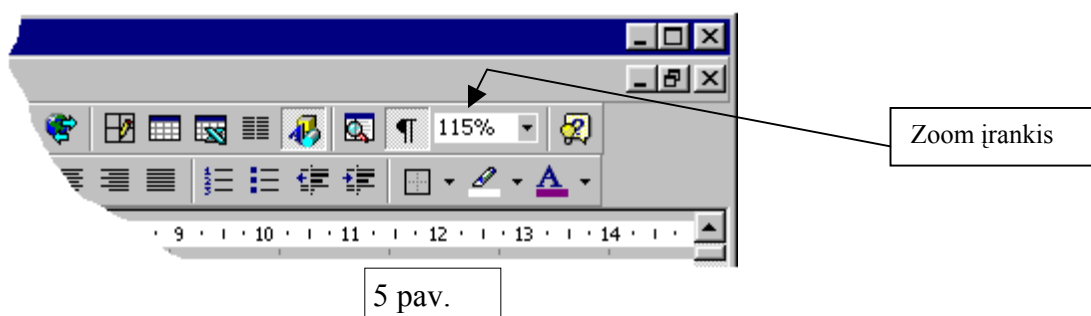 115%
Zoom įrankis
9 · ı · 10 · ı · 11 · ı · 12 · ı · 13 · ı · 14 · ı ·
5 pav.